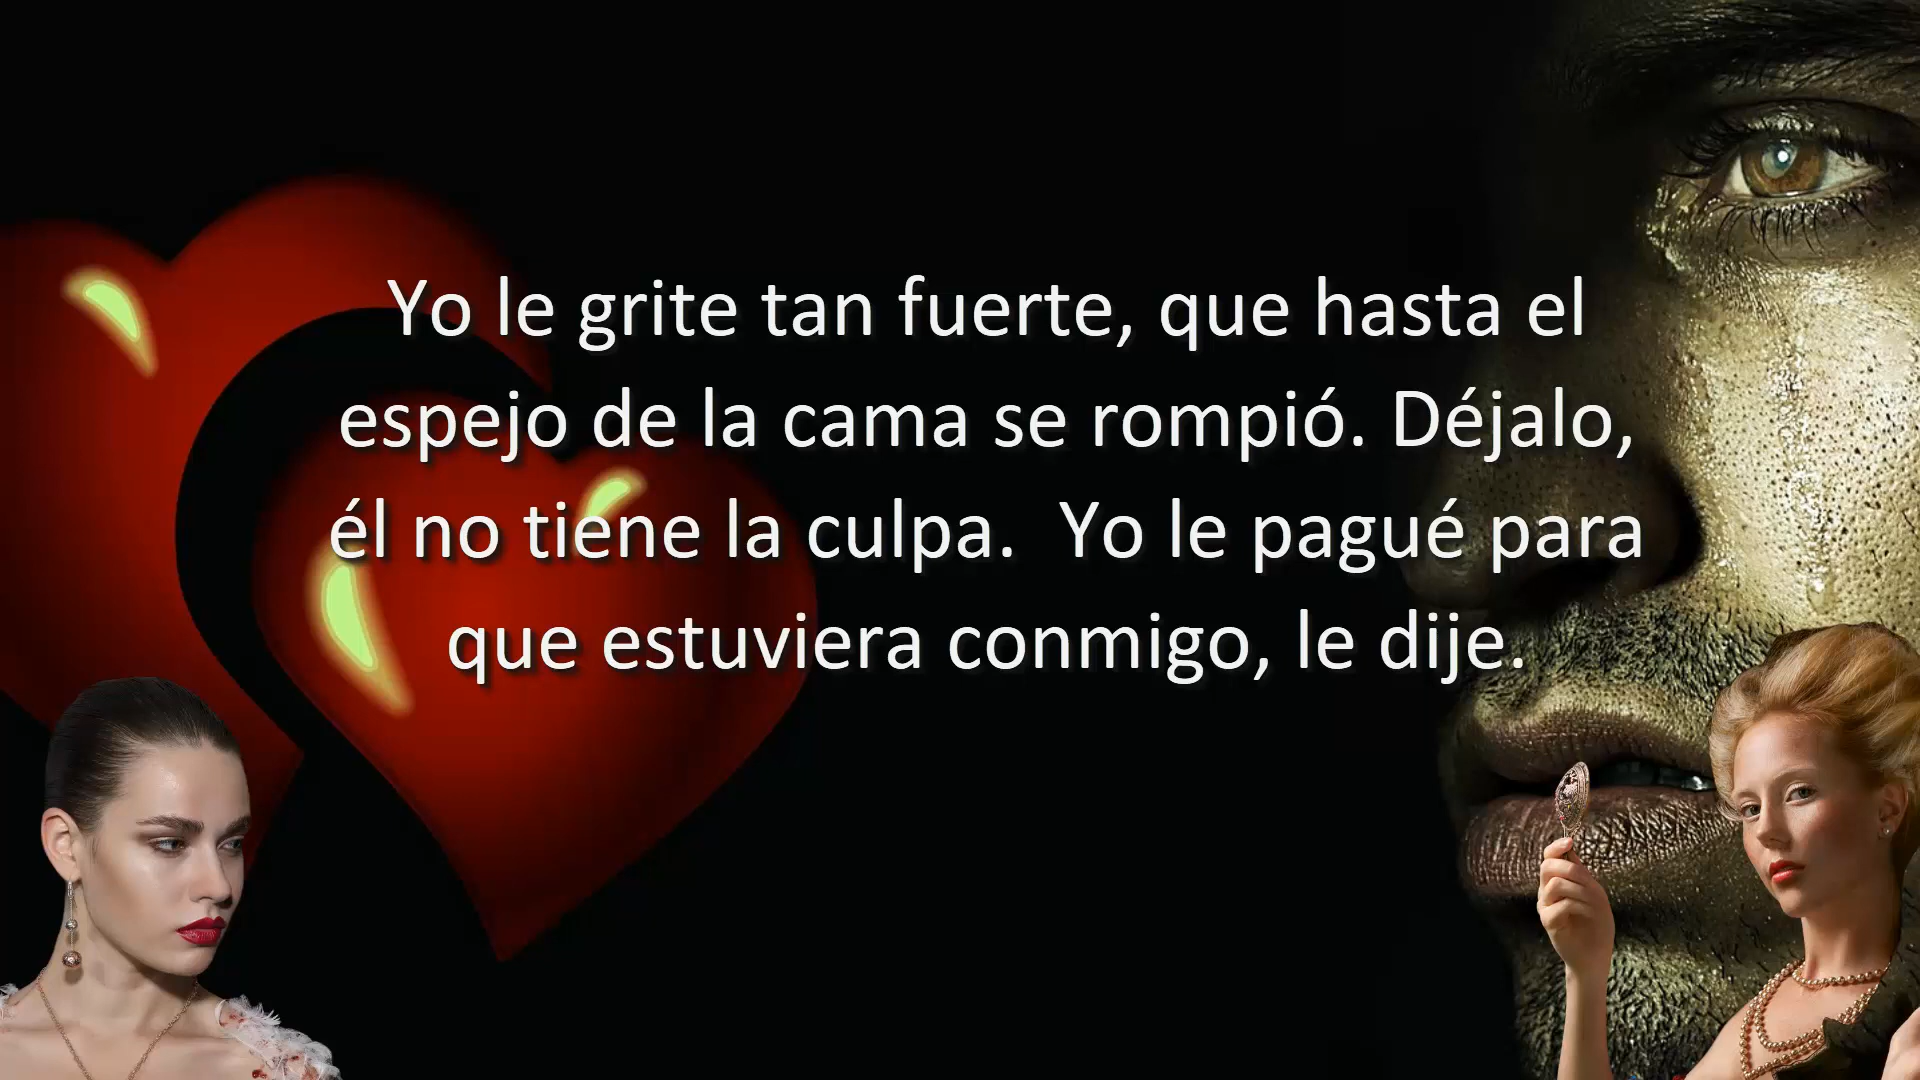 Yo le grite tan fuerte, que hasta el
espejo de la cama se rompió. Déjalo,
él no tiene la culpa.  Yo le pagué para
que estuviera conmigo, le dije.